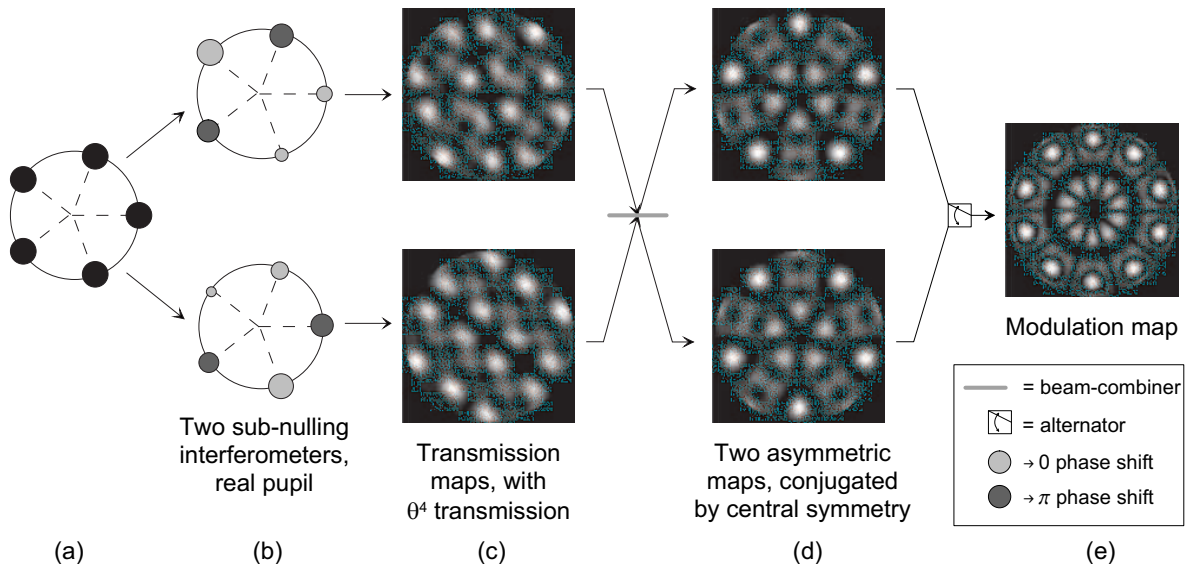 Modulation map
= beam-combiner
= alternator
→ 0 phase shift
→ π phase shift
Two sub-nulling
interferometers,
real pupil
Transmission
maps, with
θ⁴ transmission
Two asymmetric
maps, conjugated
by central symmetry
(a)
(b)
(c)
(d)
(e)